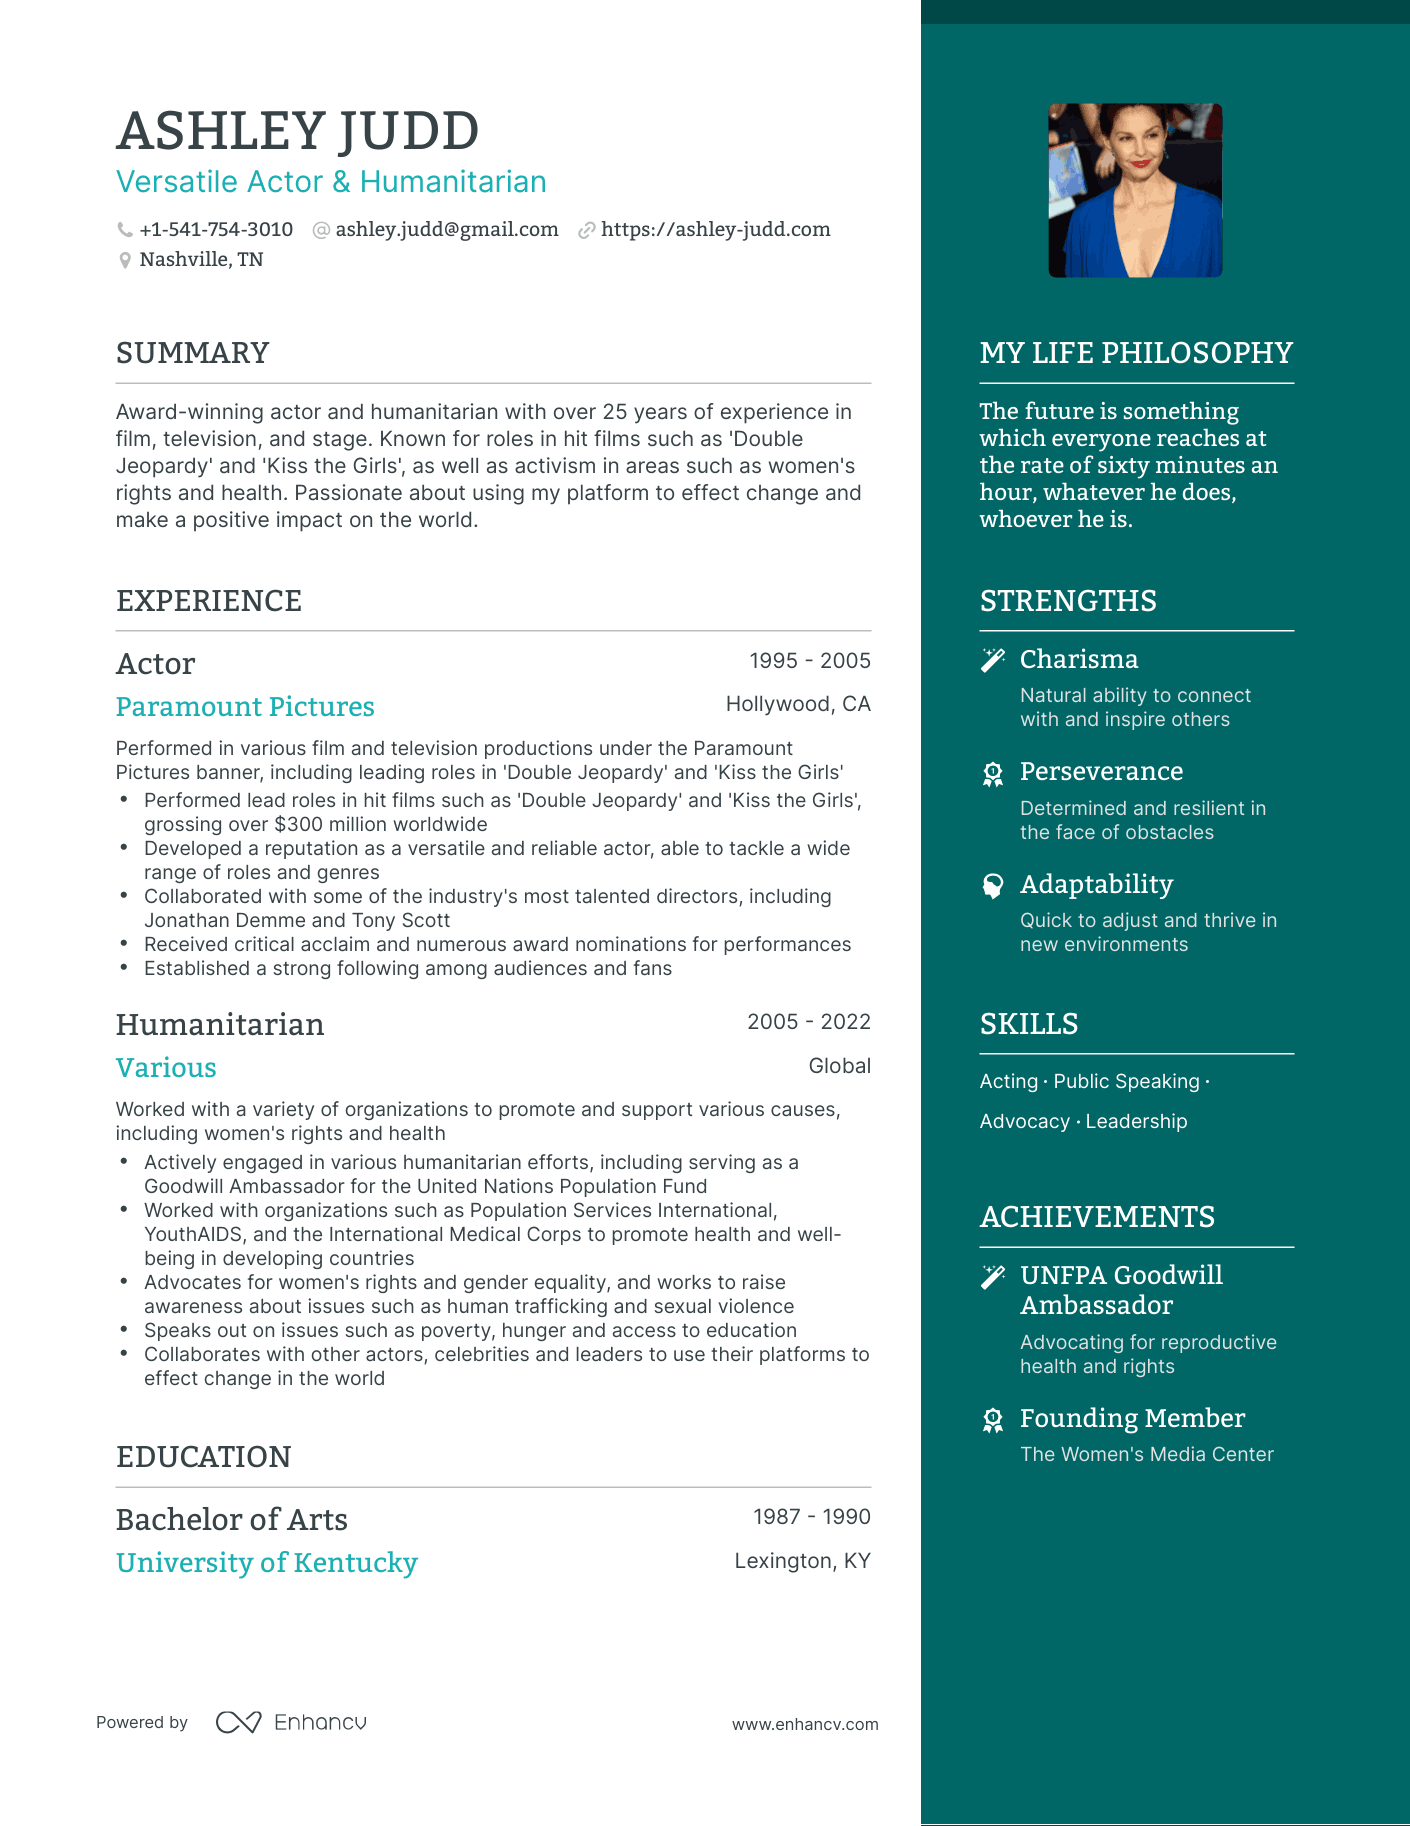 ASHLEY JUDD
Versatile Actor & Humanitarian
+1-541-754-3010 @ ashley.judd@gmail.com https://ashley-judd.com
Nashville, TN
SUMMARY
Award-winning actor and humanitarian with over 25 years of experience in
film, television, and stage. Known for roles in hit films such as 'Double
Jeopardy' and 'Kiss the Girls', as well as activism in areas such as women's
rights and health. Passionate about using my platform to effect change and
make a positive impact on the world.
EXPERIENCE
Actor 1995 - 2005
Paramount Pictures Hollywood, CA
Performed in various film and television productions under the Paramount
Pictures banner, including leading roles in 'Double Jeopardy' and 'Kiss the Girls'
• Performed lead roles in hit films such as 'Double Jeopardy' and 'Kiss the Girls',
grossing over $300 million worldwide
• Developed a reputation as a versatile and reliable actor, able to tackle a wide
range of roles and genres
• Collaborated with some of the industry's most talented directors, including
Jonathan Demme and Tony Scott
• Received critical acclaim and numerous award nominations for performances
• Established a strong following among audiences and fans
Humanitarian 2005 - 2022
Various Global
Worked with a variety of organizations to promote and support various causes,
including women's rights and health
• Actively engaged in various humanitarian efforts, including serving as a
Goodwill Ambassador for the United Nations Population Fund
• Worked with organizations such as Population Services International,
YouthAIDS, and the International Medical Corps to promote health and well-
being in developing countries
• Advocates for women's rights and gender equality, and works to raise
awareness about issues such as human trafficking and sexual violence
• Speaks out on issues such as poverty, hunger and access to education
• Collaborates with other actors, celebrities and leaders to use their platforms to
effect change in the world
EDUCATION
Bachelor of Arts 1987 - 1990
University of Kentucky Lexington, KY
MY LIFE PHILOSOPHY
The future is something
which everyone reaches at
the rate of sixty minutes an
hour, whatever he does,
whoever he is.
STRENGTHS
Charisma
Natural ability to connect
with and inspire others
Perseverance
Determined and resilient in
the face of obstacles
Adaptability
Quick to adjust and thrive in
new environments
SKILLS
Acting · Public Speaking ·
Advocacy · Leadership
ACHIEVEMENTS
UNFPA Goodwill
Ambassador
Advocating for reproductive
health and rights
Founding Member
The Women's Media Center
Powered by Enhancv www.enhancv.com